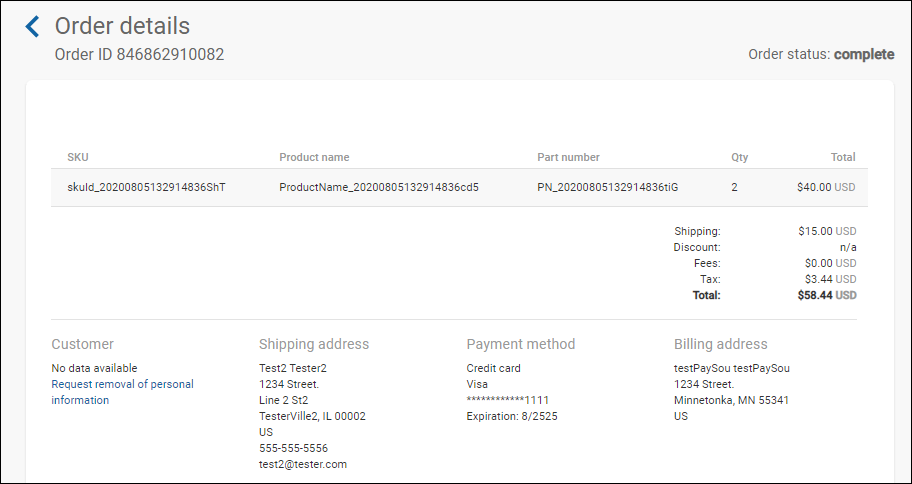 Order details
Order ID 846862910082
Order status: complete
SKU Product name Part number Qty Total
skuId_20200805132914836ShT ProductName_20200805132914836cd5 PN_20200805132914836tiG 2 $40.00 USD
Shipping: $15.00 USD
Discount: n/a
Fees: $0.00 USD
Tax: $3.44 USD
Total: $58.44 USD
Customer
No data available
Request removal of personal
information
Shipping address
Test2 Tester2
1234 Street.
Line 2 St2
TesterVille2, IL 00002
US
555-555-5556
test2@tester.com
Payment method
Credit card
Visa
************1111
Expiration: 8/2525
Billing address
testPaySou testPaySou
1234 Street.
Minnetonka, MN 55341
US